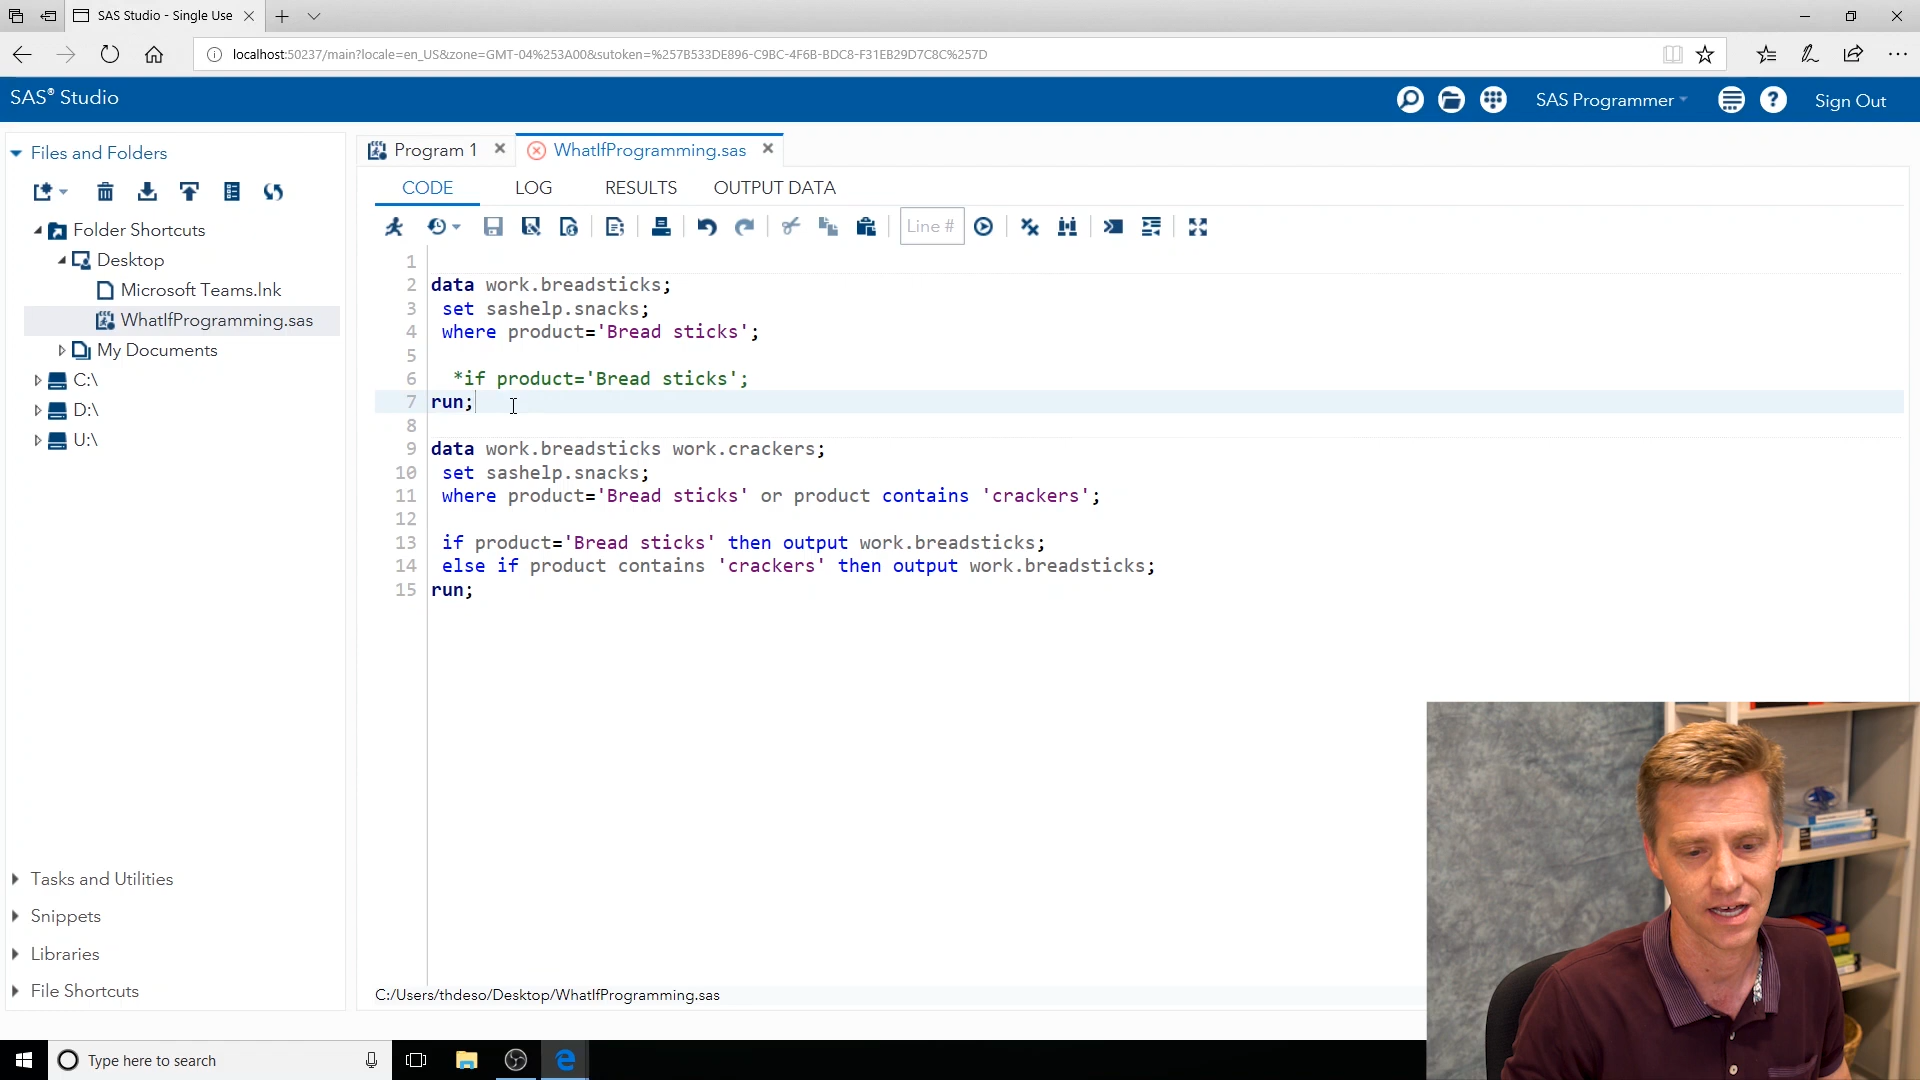 SAS Studio - Single Use
localhost:50237/main?locale=en_US&zone=GMT-04%253A00&sutoken=%257B533DE896-C9BC-4F6B-BDC8-F31EB29D7C8C%257D
SAS® Studio
SAS Programmer
Sign Out
Files and Folders
Folder Shortcuts
Desktop
Microsoft Teams.lnk
WhatIfProgramming.sas
My Documents
C:\
D:\
U:\
Tasks and Utilities
Snippets
Libraries
File Shortcuts
Program 1
WhatIfProgramming.sas
CODE LOG RESULTS OUTPUT DATA
Line #
1
2 data work.breadsticks;
3 set sashelp.snacks;
4 where product='Bread sticks';
5
6 *if product='Bread sticks';
7 run;
8
9 data work.breadsticks work.crackers;
10 set sashelp.snacks;
11 where product='Bread sticks' or product contains 'crackers';
12
13 if product='Bread sticks' then output work.breadsticks;
14 else if product contains 'crackers' then output work.breadsticks;
15 run;
C:/Users/thdeso/Desktop/WhatIfProgramming.sas
Type here to search